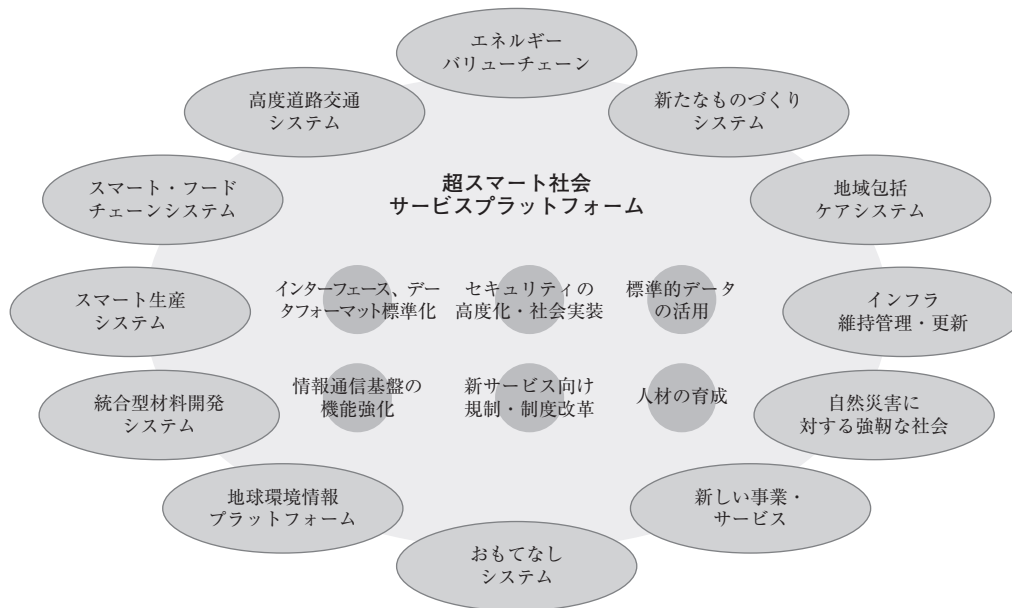 エネルギー
バリューチェーン
高度道路交通
システム
新たなものづくり
システム
スマート・フード
チェーンシステム
超スマート社会
サービスプラットフォーム
地域包括
ケアシステム
スマート生産
システム
インターフェース、デー
タフォーマット標準化
セキュリティの
高度化・社会実装
標準的データ
の活用
インフラ
維持管理・更新
統合型材料開発
システム
情報通信基盤の
機能強化
新サービス向け
規制・制度改革
人材の育成
自然災害に
対する強靭な社会
地球環境情報
プラットフォーム
新しい事業・
サービス
おもてなし
システム